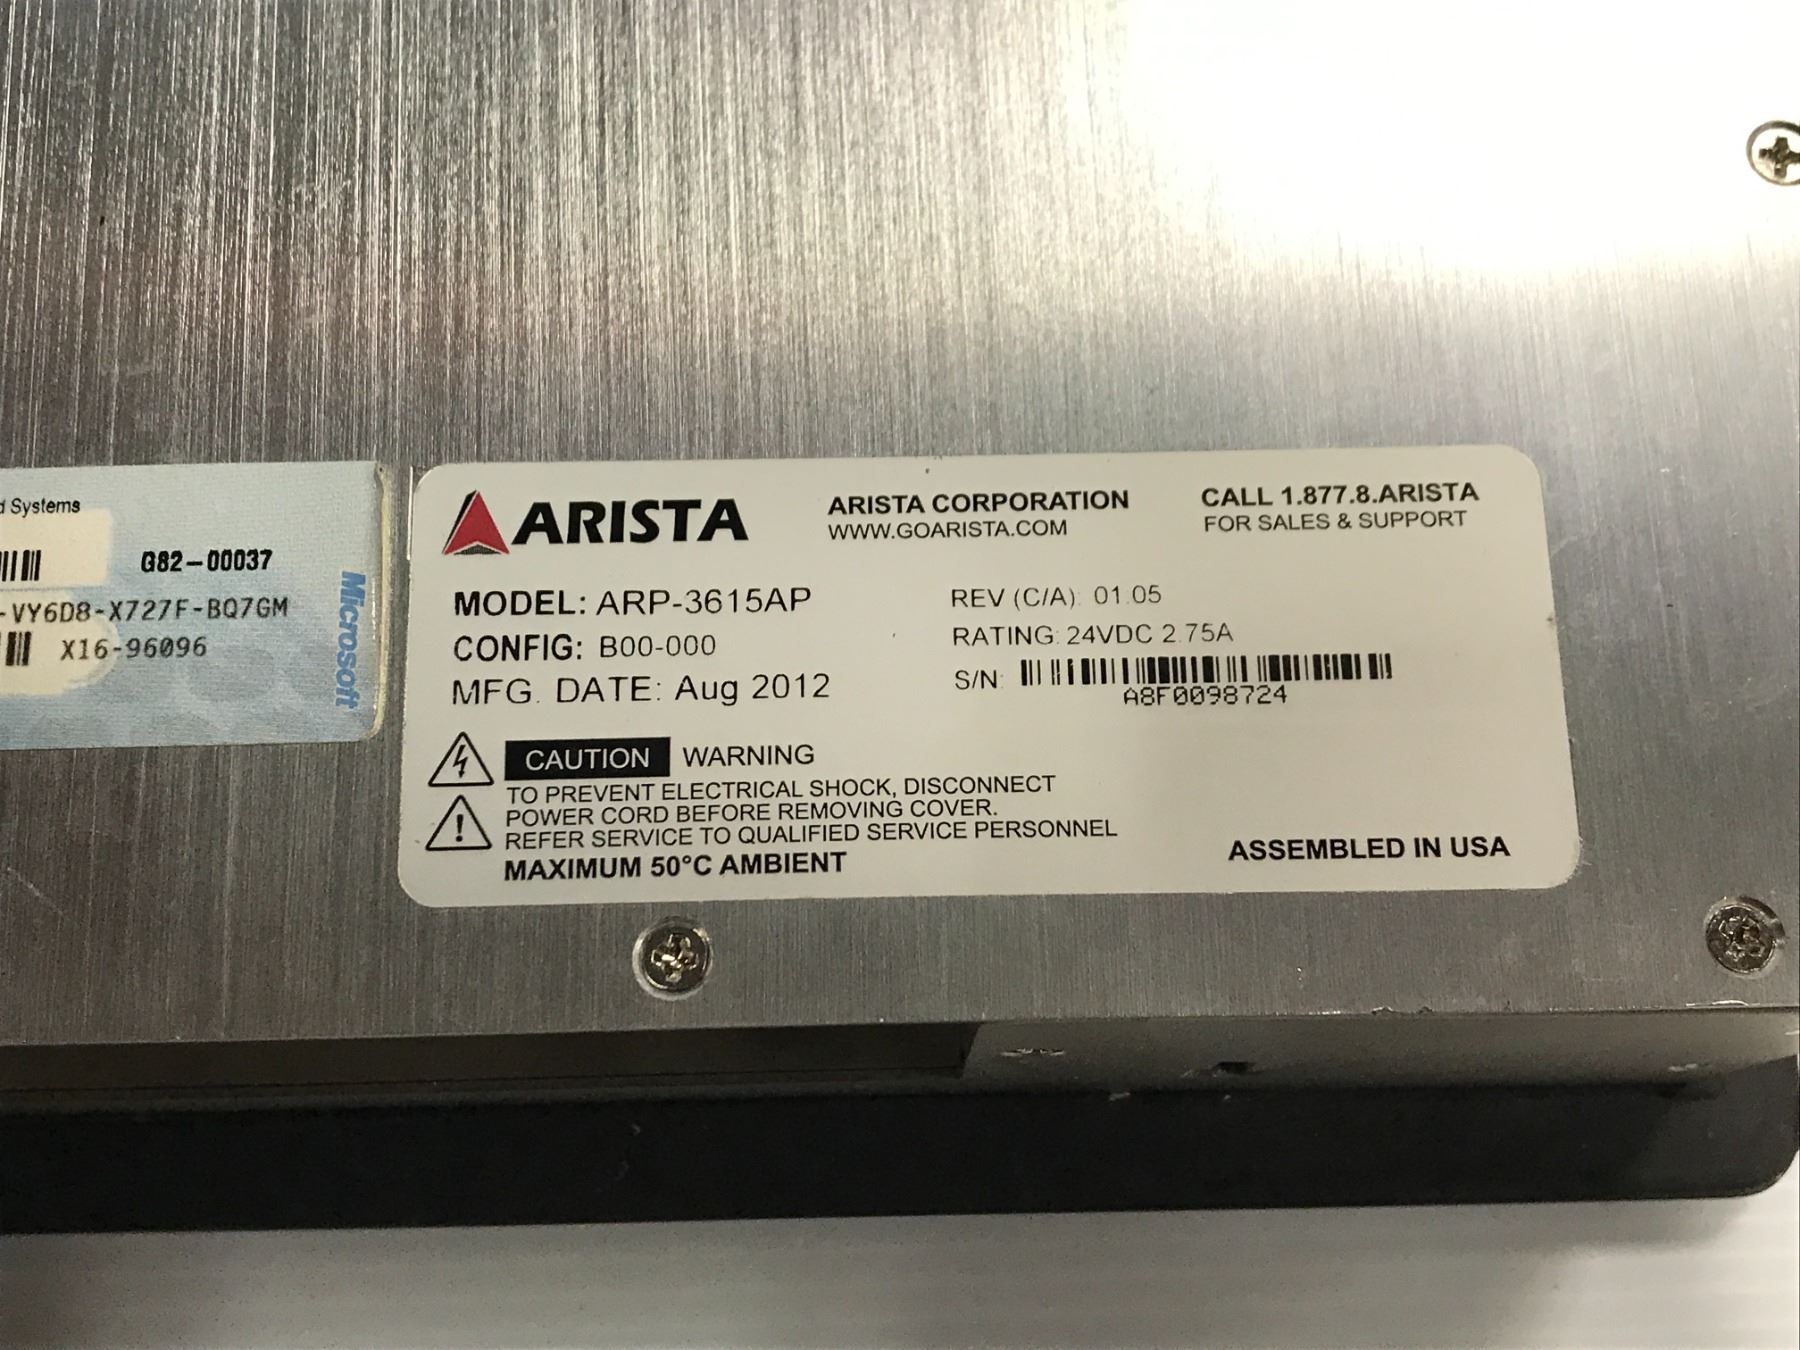 d Systems
G82-00037
-VY6D8-X727F-BQ7GM
X16-96096
Microsoft
ARISTA
ARISTA CORPORATION
WWW.GOARISTA.COM
CALL 1.877.8.ARISTA
FOR SALES & SUPPORT
MODEL: ARP-3615AP
CONFIG: B00-000
MFG. DATE: Aug 2012
REV (C/A): 01.05
RATING: 24VDC 2.75A
S/N:
A8F0098724
CAUTION WARNING
TO PREVENT ELECTRICAL SHOCK, DISCONNECT
POWER CORD BEFORE REMOVING COVER.
REFER SERVICE TO QUALIFIED SERVICE PERSONNEL
MAXIMUM 50°C AMBIENT
ASSEMBLED IN USA